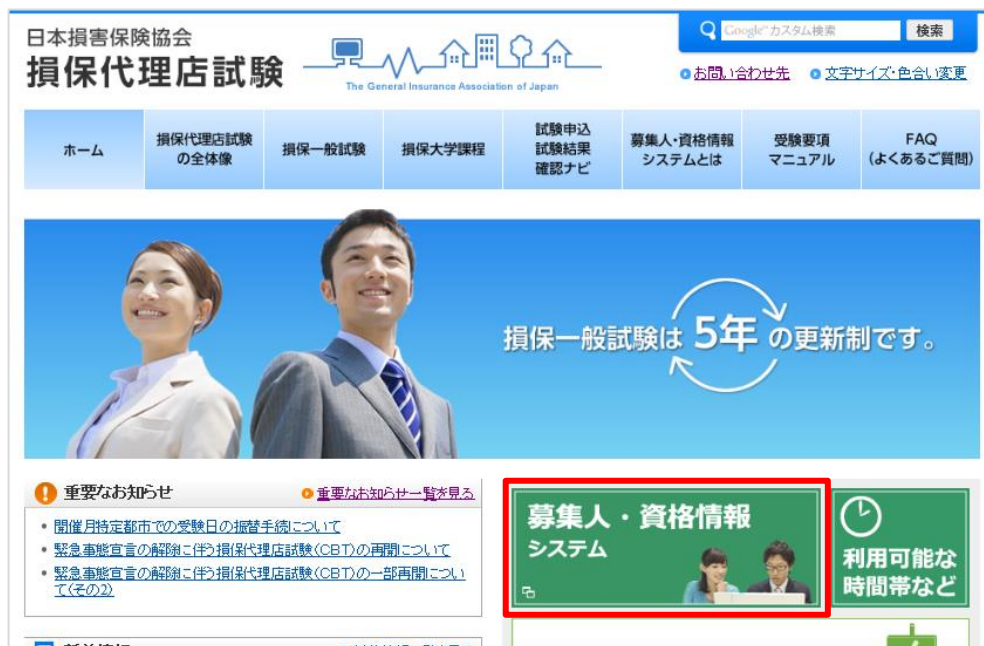 日本損害保険協会
損保代理店試験
The General Insurance Association of Japan
Google™カスタム検索
検索
お問い合わせ先
文字サイズ・色合い変更
ホーム
損保代理店試験
の全体像
損保一般試験
損保大学課程
試験申込
試験結果
確認ナビ
募集人・資格情報
システムとは
受験要項
マニュアル
FAQ
(よくあるご質問)
損保一般試験は 5年 の更新制です。
重要なお知らせ
重要なお知らせ一覧を見る
開催月特定都市での受験日の振替手続について
緊急事態宣言の解除に伴う損保代理店試験(CBT)の再開について
緊急事態宣言の解除に伴う損保代理店試験(CBT)の一部再開につい
て(その2)
募集人・資格情報
システム
利用可能な
時間帯など